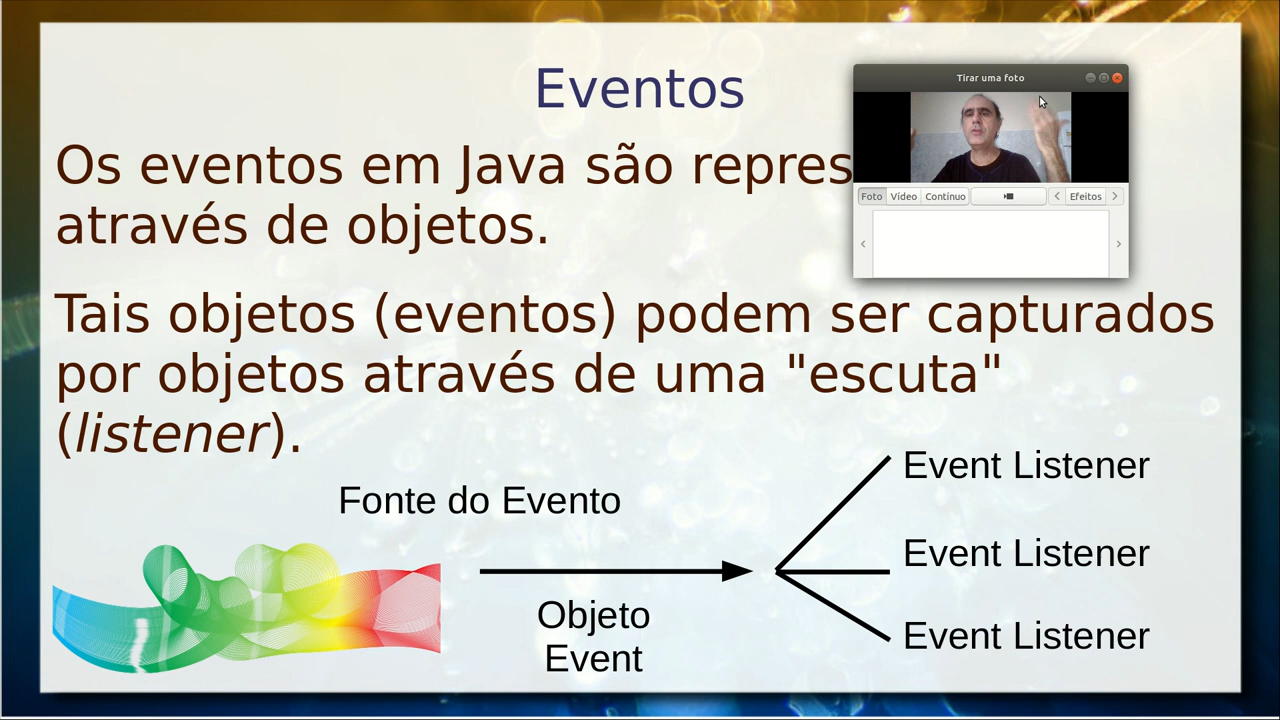 Eventos
Tirar uma foto
Os eventos em Java são repres
através de objetos.
Foto Vídeo Contínuo Efeitos
Tais objetos (eventos) podem ser capturados
por objetos através de uma "escuta"
(listener).
Fonte do Evento
Event Listener
Event Listener
Objeto
Event
Event Listener